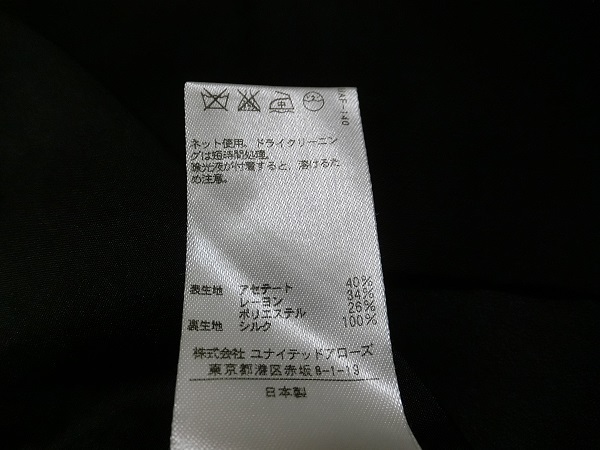 中
ネット使用。ドライクリーニン
グは短時間処理。
除光液が付着すると、溶けるた
め注意。
表生地 アセテート 40%
レーヨン 34%
ポリエステル 26%
裏生地 シルク 100%
株式会社 ユナイテッドアローズ
東京都港区赤坂8-1-19
日本製